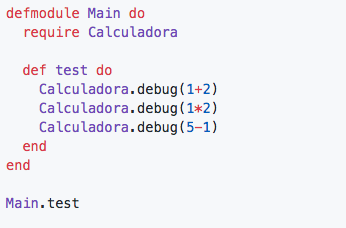 defmodule Main do
  require Calculadora

  def test do
    Calculadora.debug(1+2)
    Calculadora.debug(1*2)
    Calculadora.debug(5-1)
  end
end

Main.test